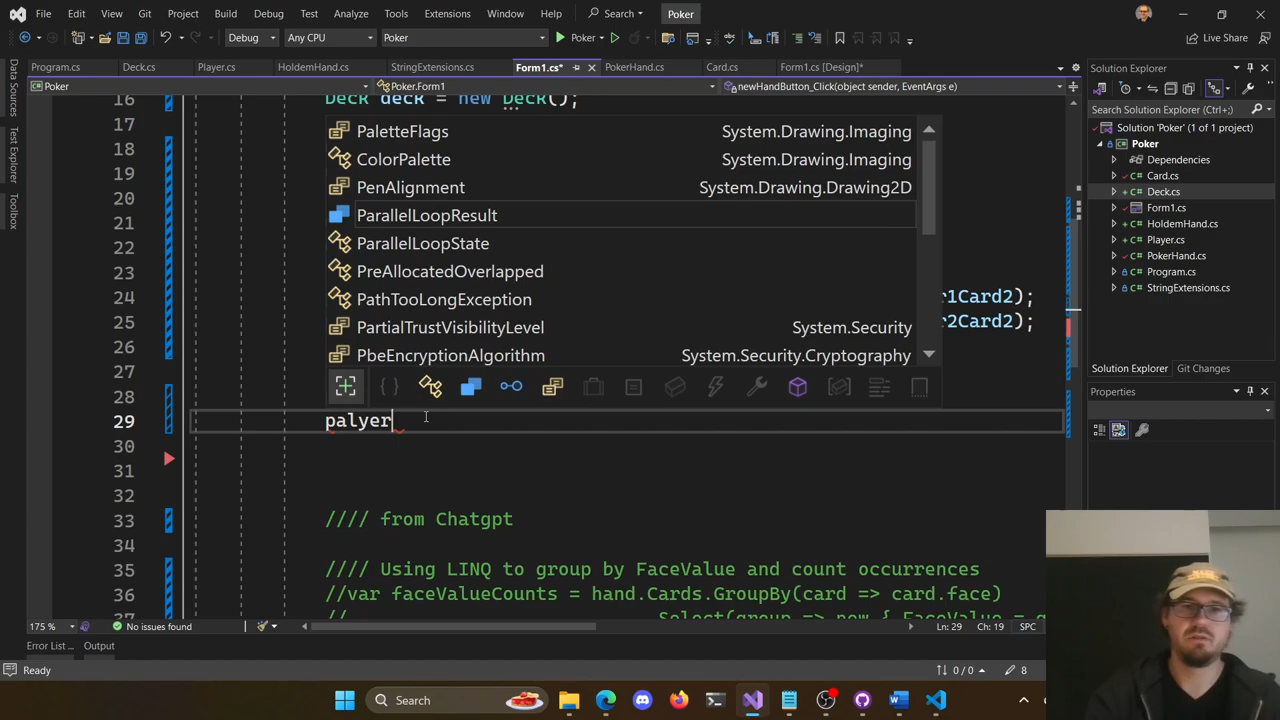 File Edit View Git Project Build Debug Test Analyze Tools Extensions Window Help Search Poker
Debug Any CPU Poker Poker Live Share
Program.cs Deck.cs Player.cs HoldemHand.cs StringExtensions.cs Form1.cs* PokerHand.cs Card.cs Form1.cs [Design]* Solution Explorer
Poker Poker.Form1 newHandButton_Click(object sender, EventArgs e)
Data Sources
Test Explorer
Toolbox
16 Deck deck = new Deck();
17
18
19
20
21
22
23
24 r1Card2);
25 r2Card2);
26
27
28
29 palyer
30
31
32
33 //// from Chatgpt
34
35 //// Using LINQ to group by FaceValue and count occurrences
36 //var faceValueCounts = hand.Cards.GroupBy(card => card.face)
37 // Select(group => new { FaceValue = g
PaletteFlags System.Drawing.Imaging
ColorPalette System.Drawing.Imaging
PenAlignment System.Drawing.Drawing2D
ParallelLoopResult
ParallelLoopState
PreAllocatedOverlapped
PathTooLongException
PartialTrustVisibilityLevel System.Security
PbeEncryptionAlgorithm System.Security.Cryptography
Search Solution Explorer (Ctrl+;)
Solution 'Poker' (1 of 1 project)
Poker
Dependencies
Card.cs
Deck.cs
Form1.cs
HoldemHand.cs
Player.cs
PokerHand.cs
Program.cs
StringExtensions.cs
Solution Explorer Git Changes
Properties
175 % No issues found Ln: 29 Ch: 19 SPC
Error List ... Output
Ready 0 / 0 8
Search